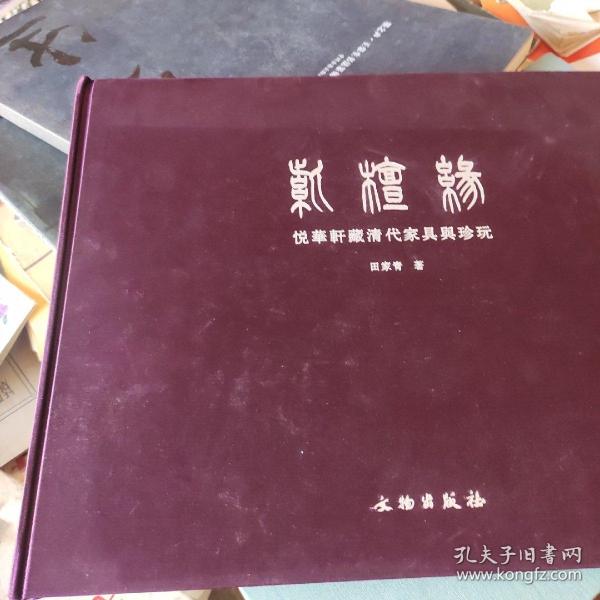 紫檀緣
悦華軒藏清代家具與珍玩
田家青 著
文物出版社
孔夫子旧书网
www.kongfz.com